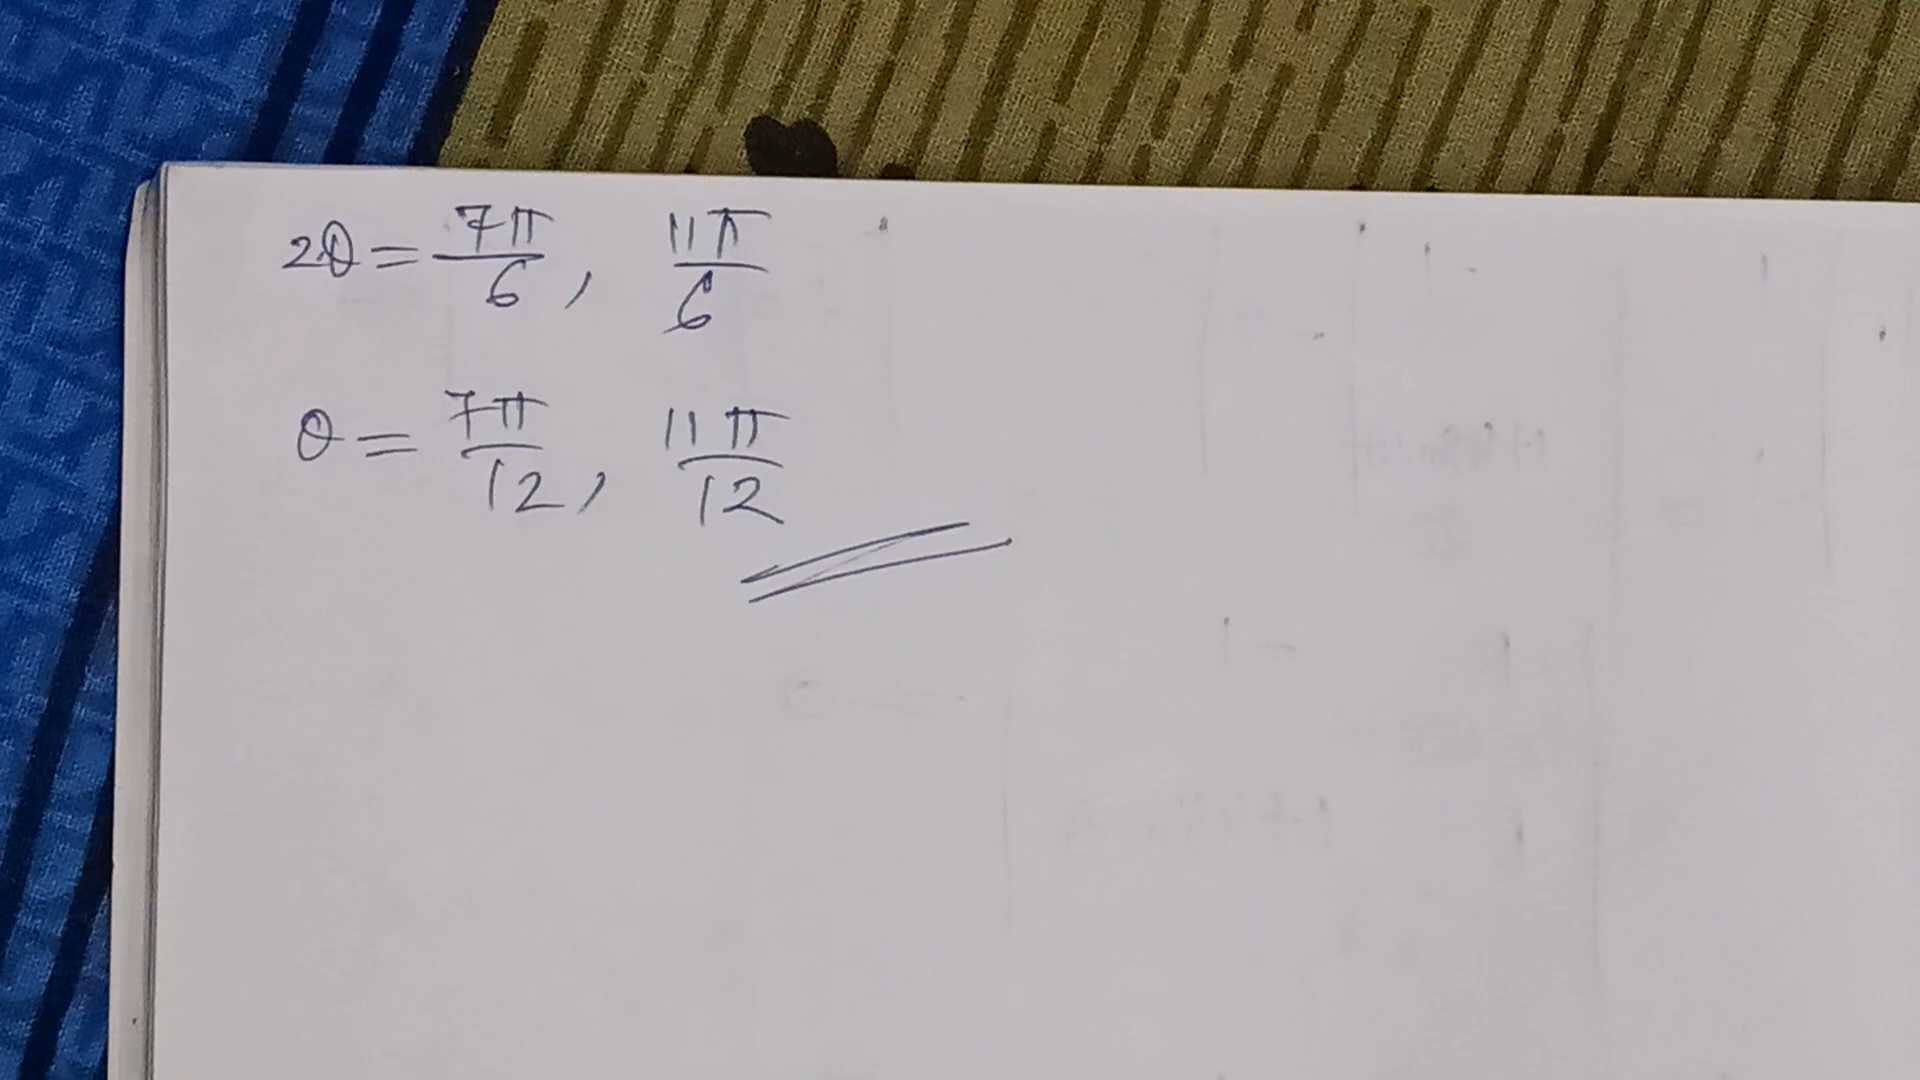 2θ = 7π/6, 11π/6
θ = 7π/12, 11π/12